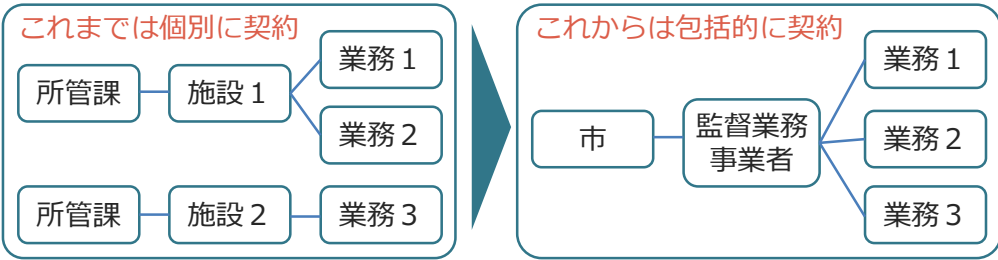 これまでは個別に契約
所管課
施設１
業務１
業務２
所管課
施設２
業務３
これからは包括的に契約
市
監督業務
事業者
業務１
業務２
業務３